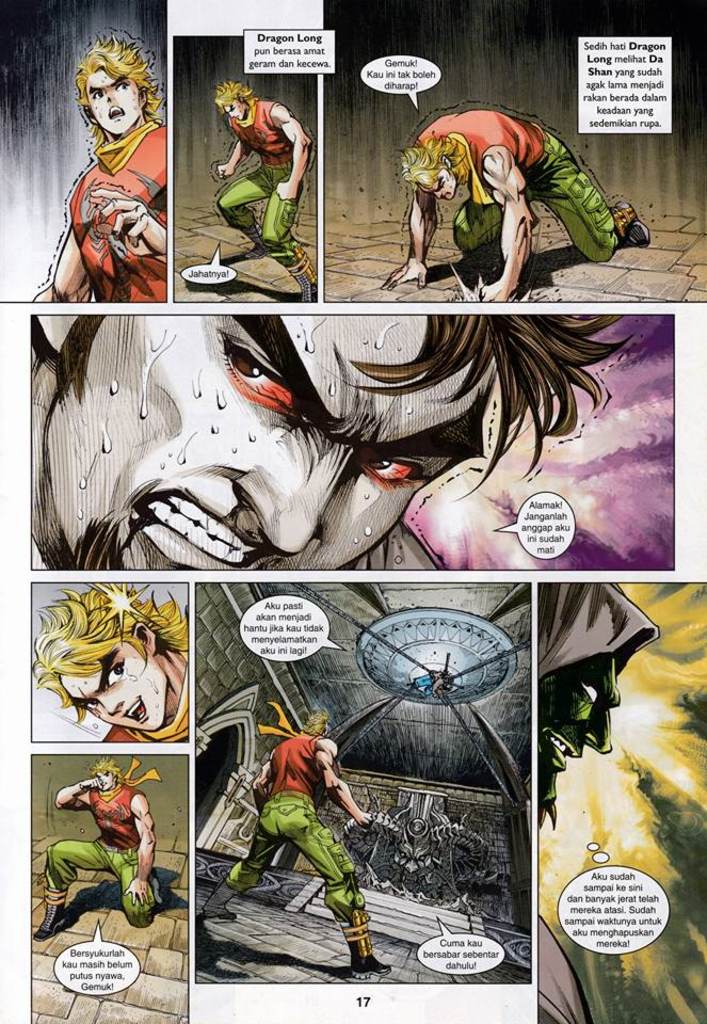 Dragon Long
pun berasa amat
geram dan kecewa.
Jahatnya!
Gemuk!
Kau ini tak boleh
diharap!
Sedih hati Dragon
Long melihat Da
Shan yang sudah
agak lama menjadi
rakan berada dalam
keadaan yang
sedemikian rupa.
Alamak!
Janganlah
anggap aku
ini sudah
mati
Bersyukurlah
kau masih belum
putus nyawa,
Gemuk!
Aku pasti
akan menjadi
hantu jika kau tidak
menyelamatkan
aku ini lagi!
Cuma kau
bersabar sebentar
dahulu!
Aku sudah
sampai ke sini
dan banyak jerat telah
mereka atasi. Sudah
sampai waktunya untuk
aku menghapuskan
mereka!
17